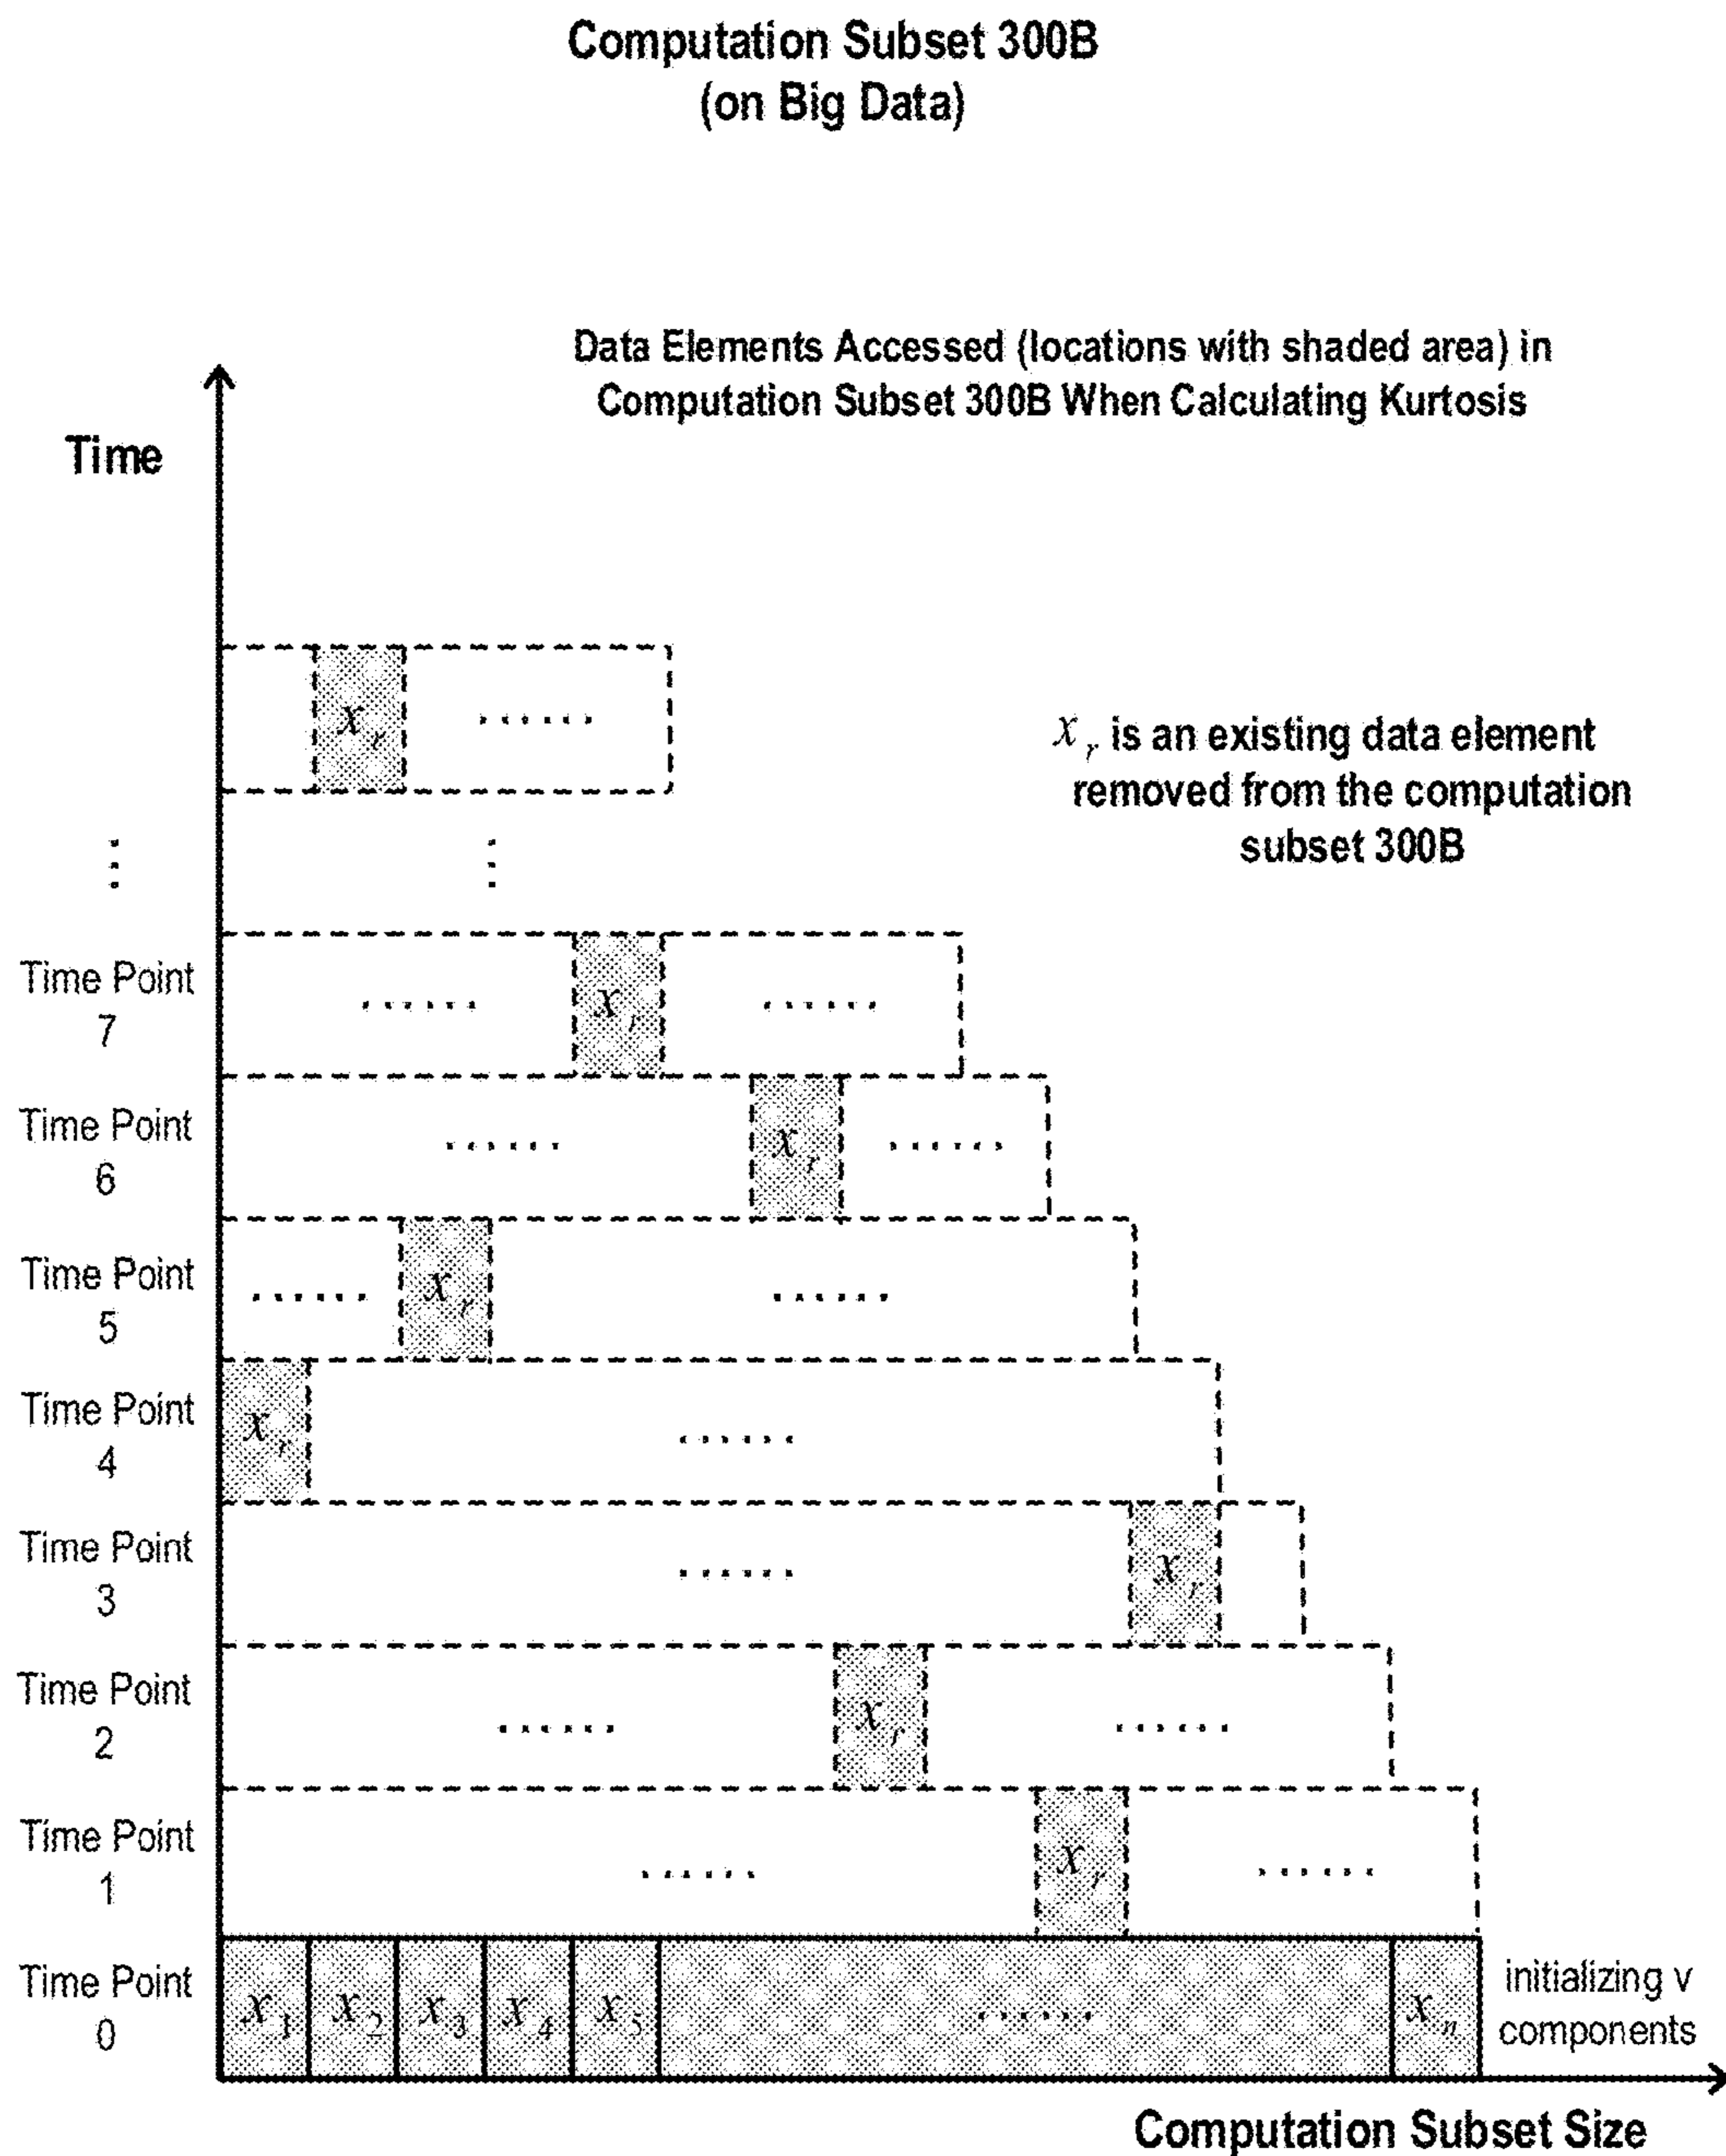 Computation Subset 300B
(on Big Data)
Data Elements Accessed (locations with shaded area) in
Computation Subset 300B When Calculating Kurtosis
Time
x_r ......
x_r is an existing data element
removed from the computation
subset 300B
⋮ ⋮
Time Point
7
...... x_r ......
Time Point
6
...... x_r ......
Time Point
5
...... x_r ......
Time Point
4
x_r ......
Time Point
3
...... x_r
Time Point
2
...... x_r ......
Time Point
1
...... x_r ......
Time Point
0
x_1 x_2 x_3 x_4 x_5 ...... x_n
initializing v
components
Computation Subset Size